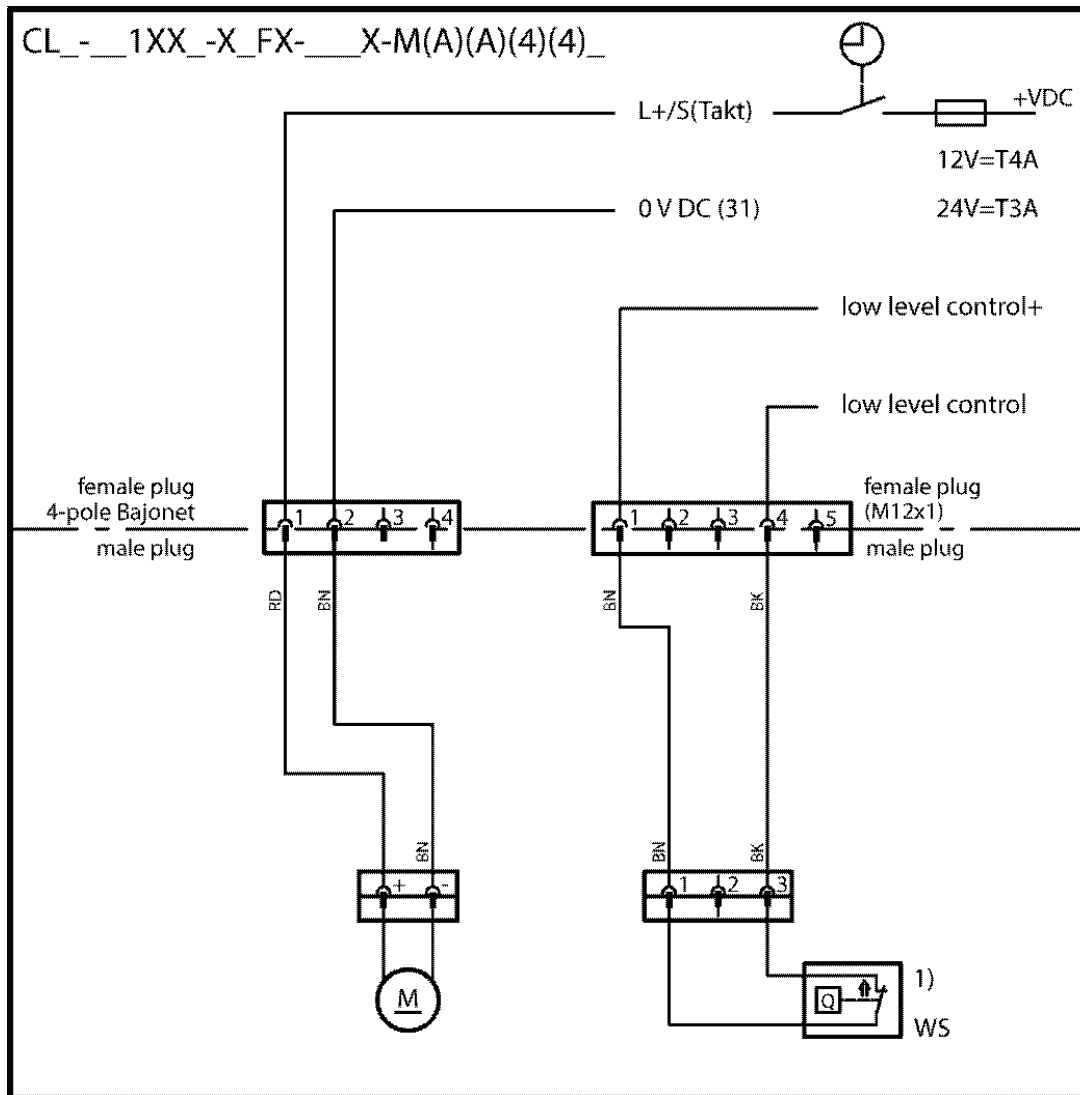 CL_-__1XX_-X_FX-___X-M(A)(A)(4)(4)_
L+/S(Takt)
+VDC
12V=T4A
0 V DC (31)
24V=T3A
low level control+
low level control
female plug
4-pole Bajonet
male plug
1 2 3 4
1 2 3 4 5
female plug
(M12x1)
male plug
RD
BN
BN
BK
BN
BN
BK
+ -
1 2 3
M
Q
1)
WS